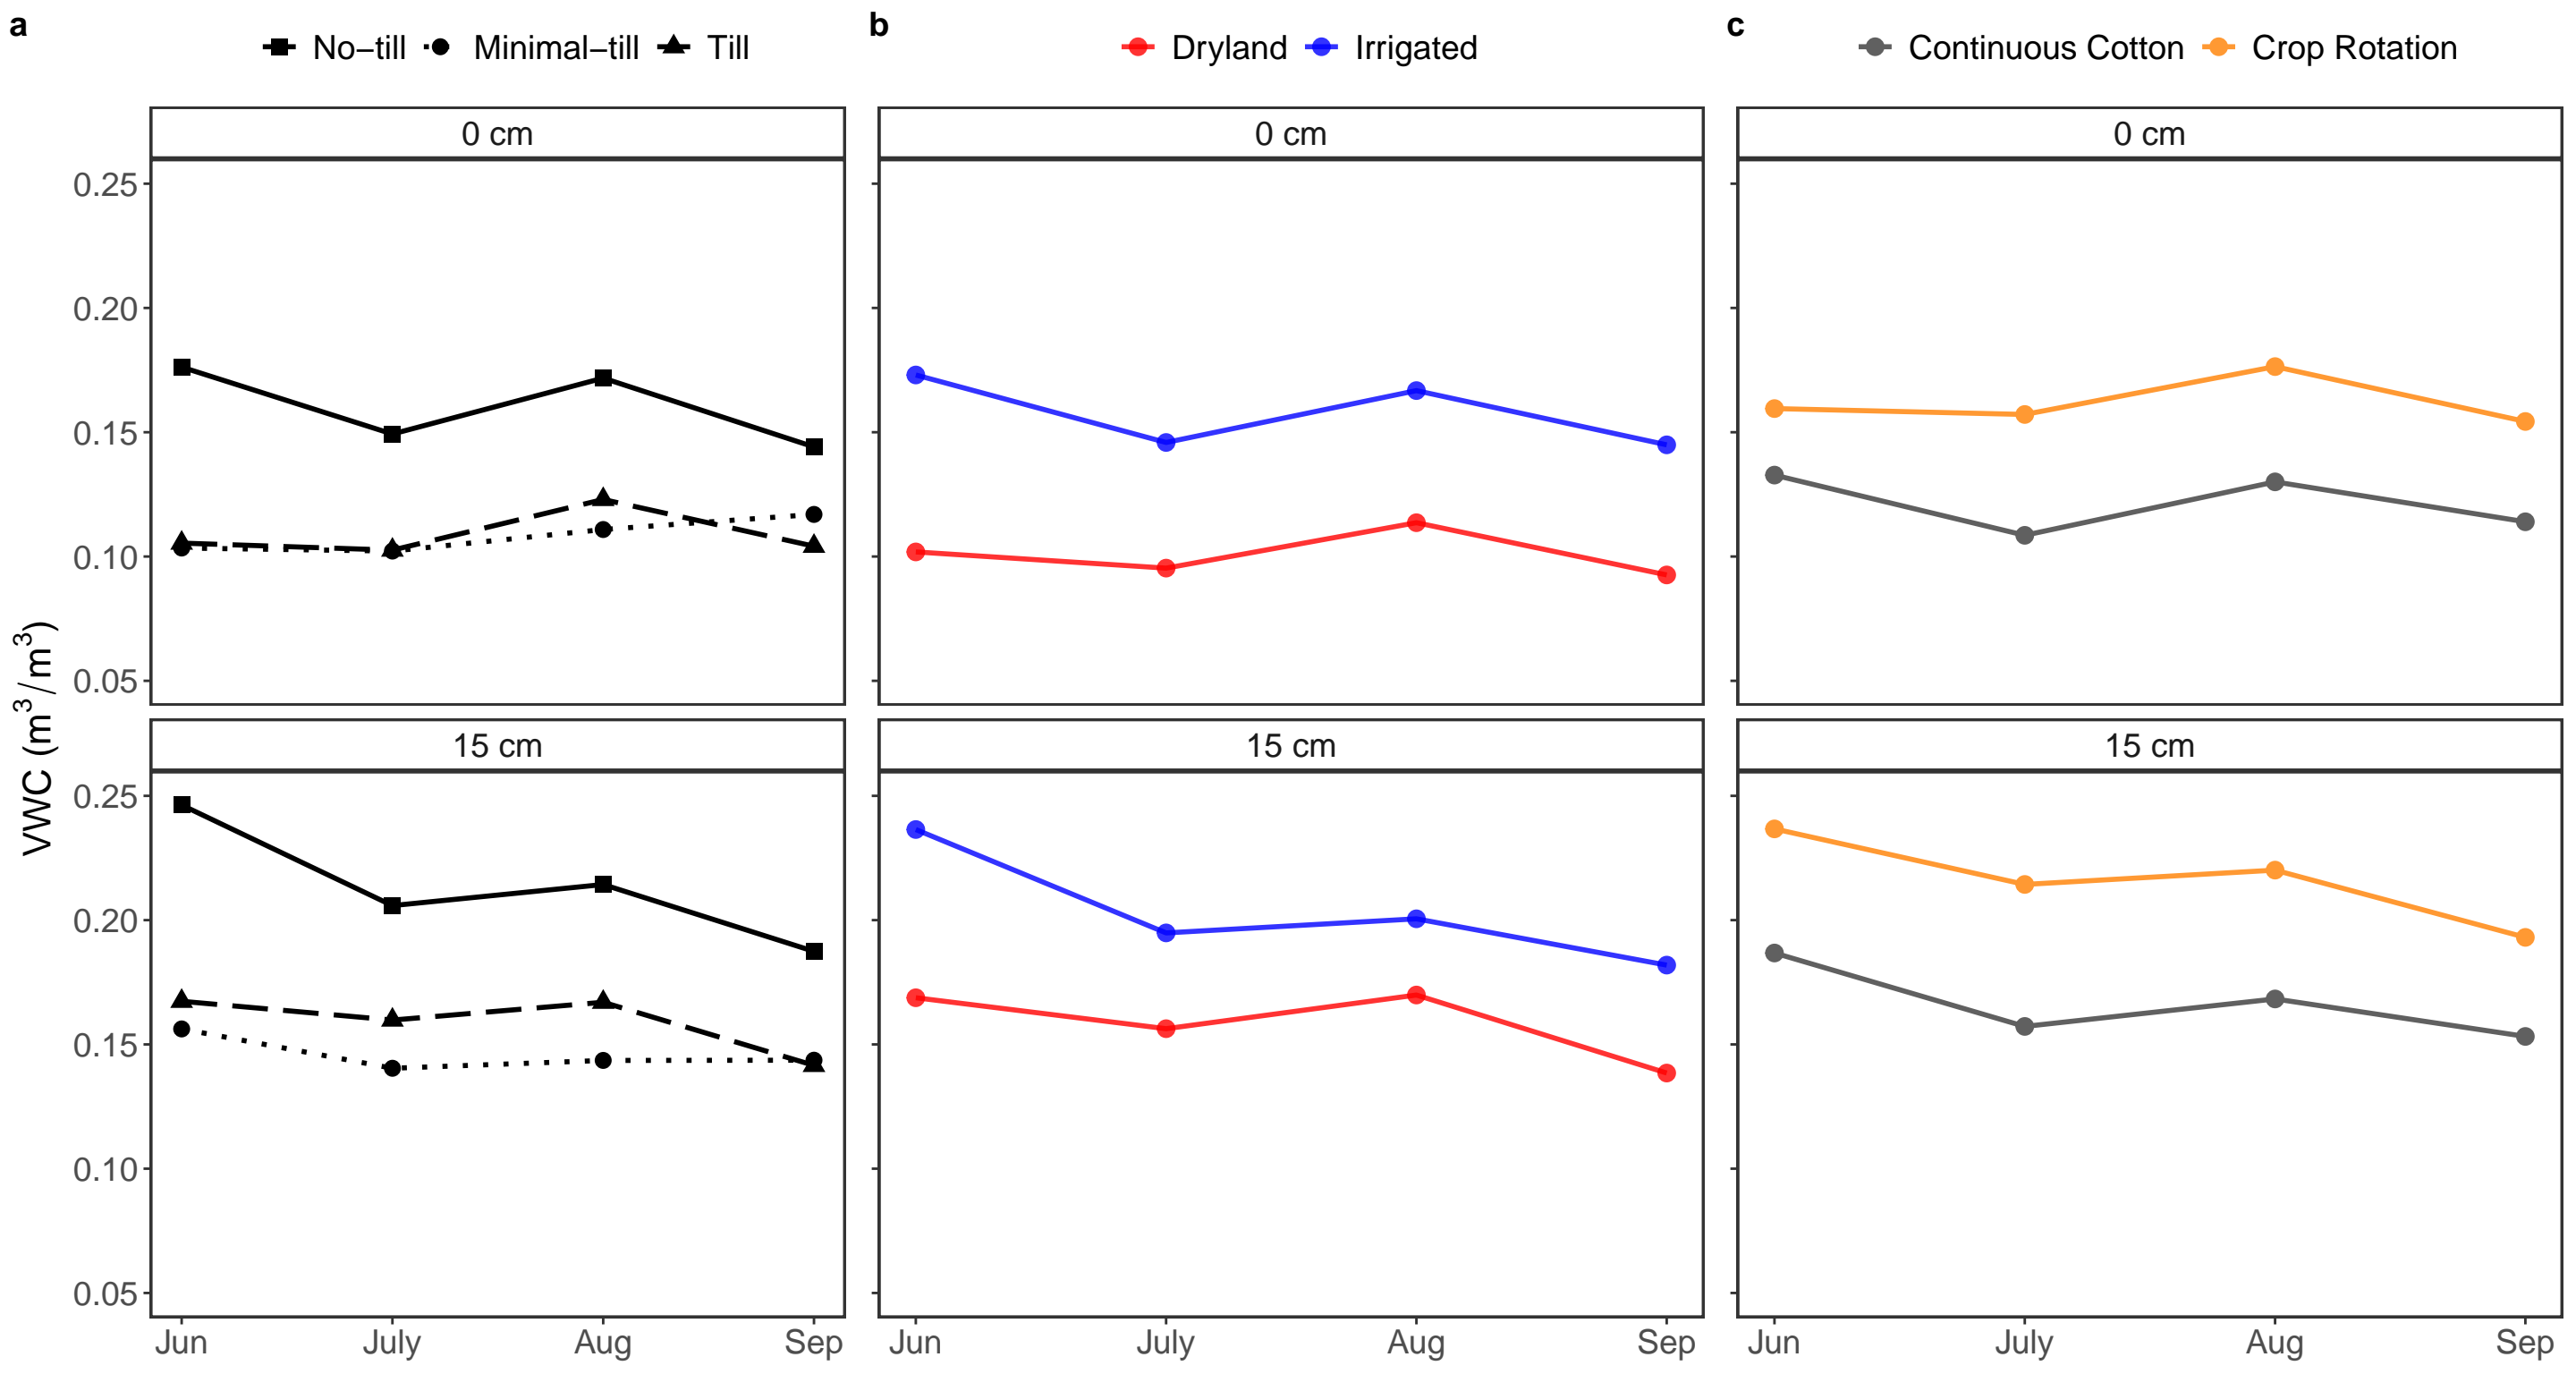 a
No−till Minimal−till Till
b
Dryland Irrigated
c
Continuous Cotton Crop Rotation
0 cm
0 cm
0 cm
0.25
0.20
0.15
0.10
0.05
VWC (m³/m³)
15 cm
15 cm
15 cm
0.25
0.20
0.15
0.10
0.05
Jun July Aug Sep
Jun July Aug Sep
Jun July Aug Sep